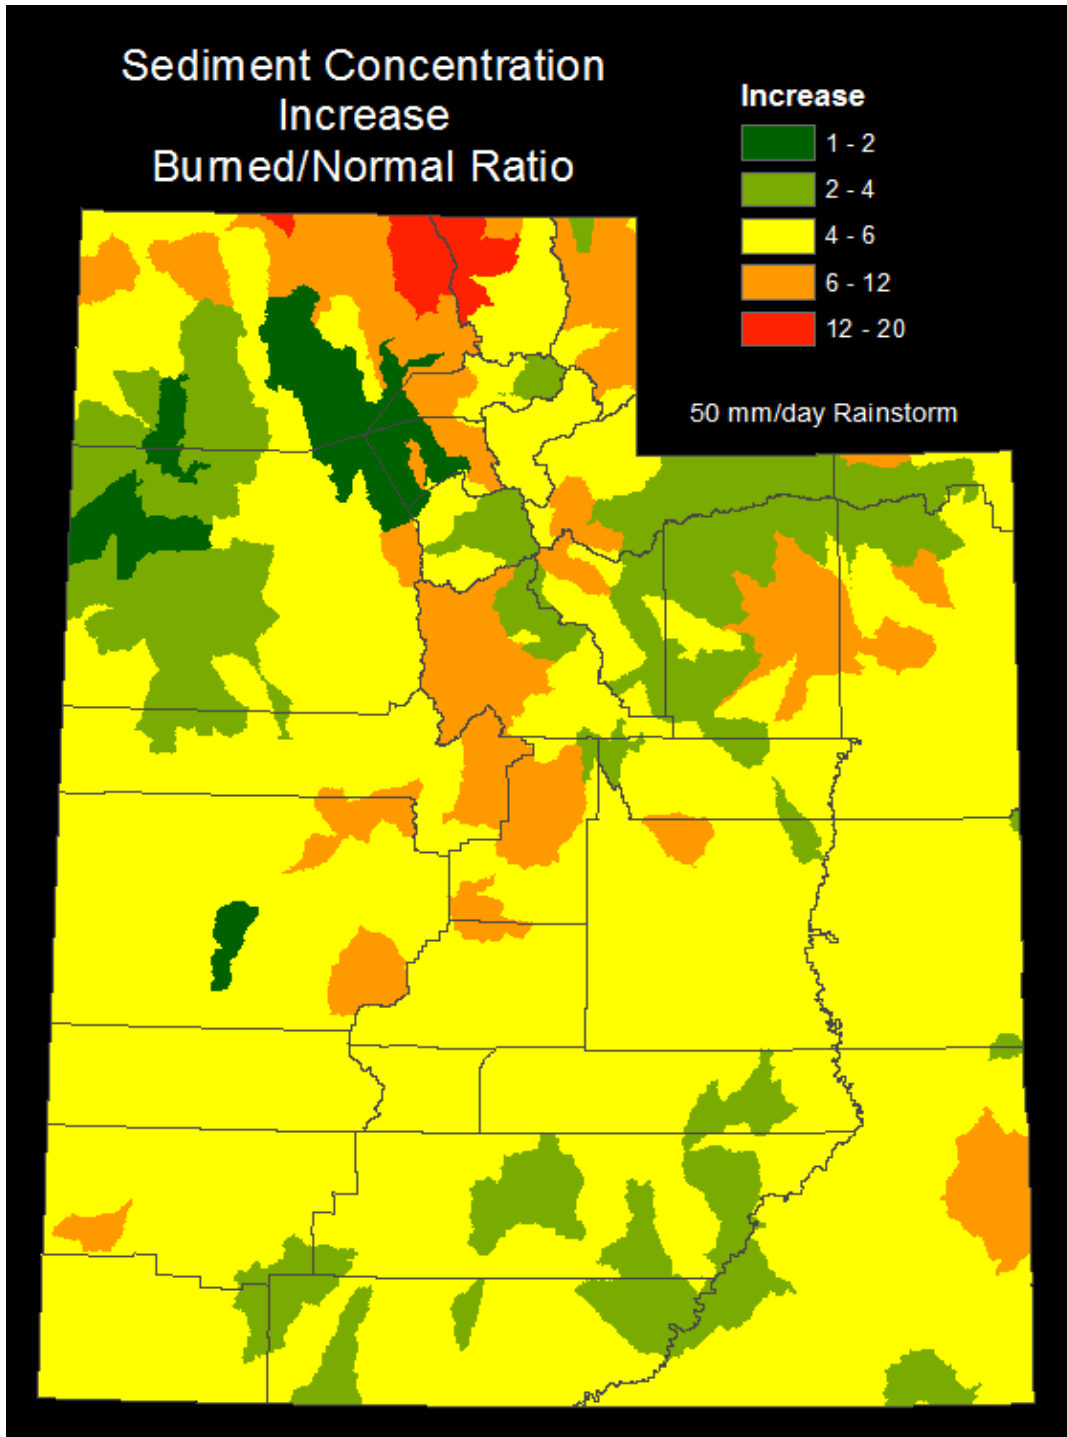 Sediment Concentration
Increase
Burned/Normal Ratio
Increase
1 - 2
2 - 4
4 - 6
6 - 12
12 - 20
50 mm/day Rainstorm